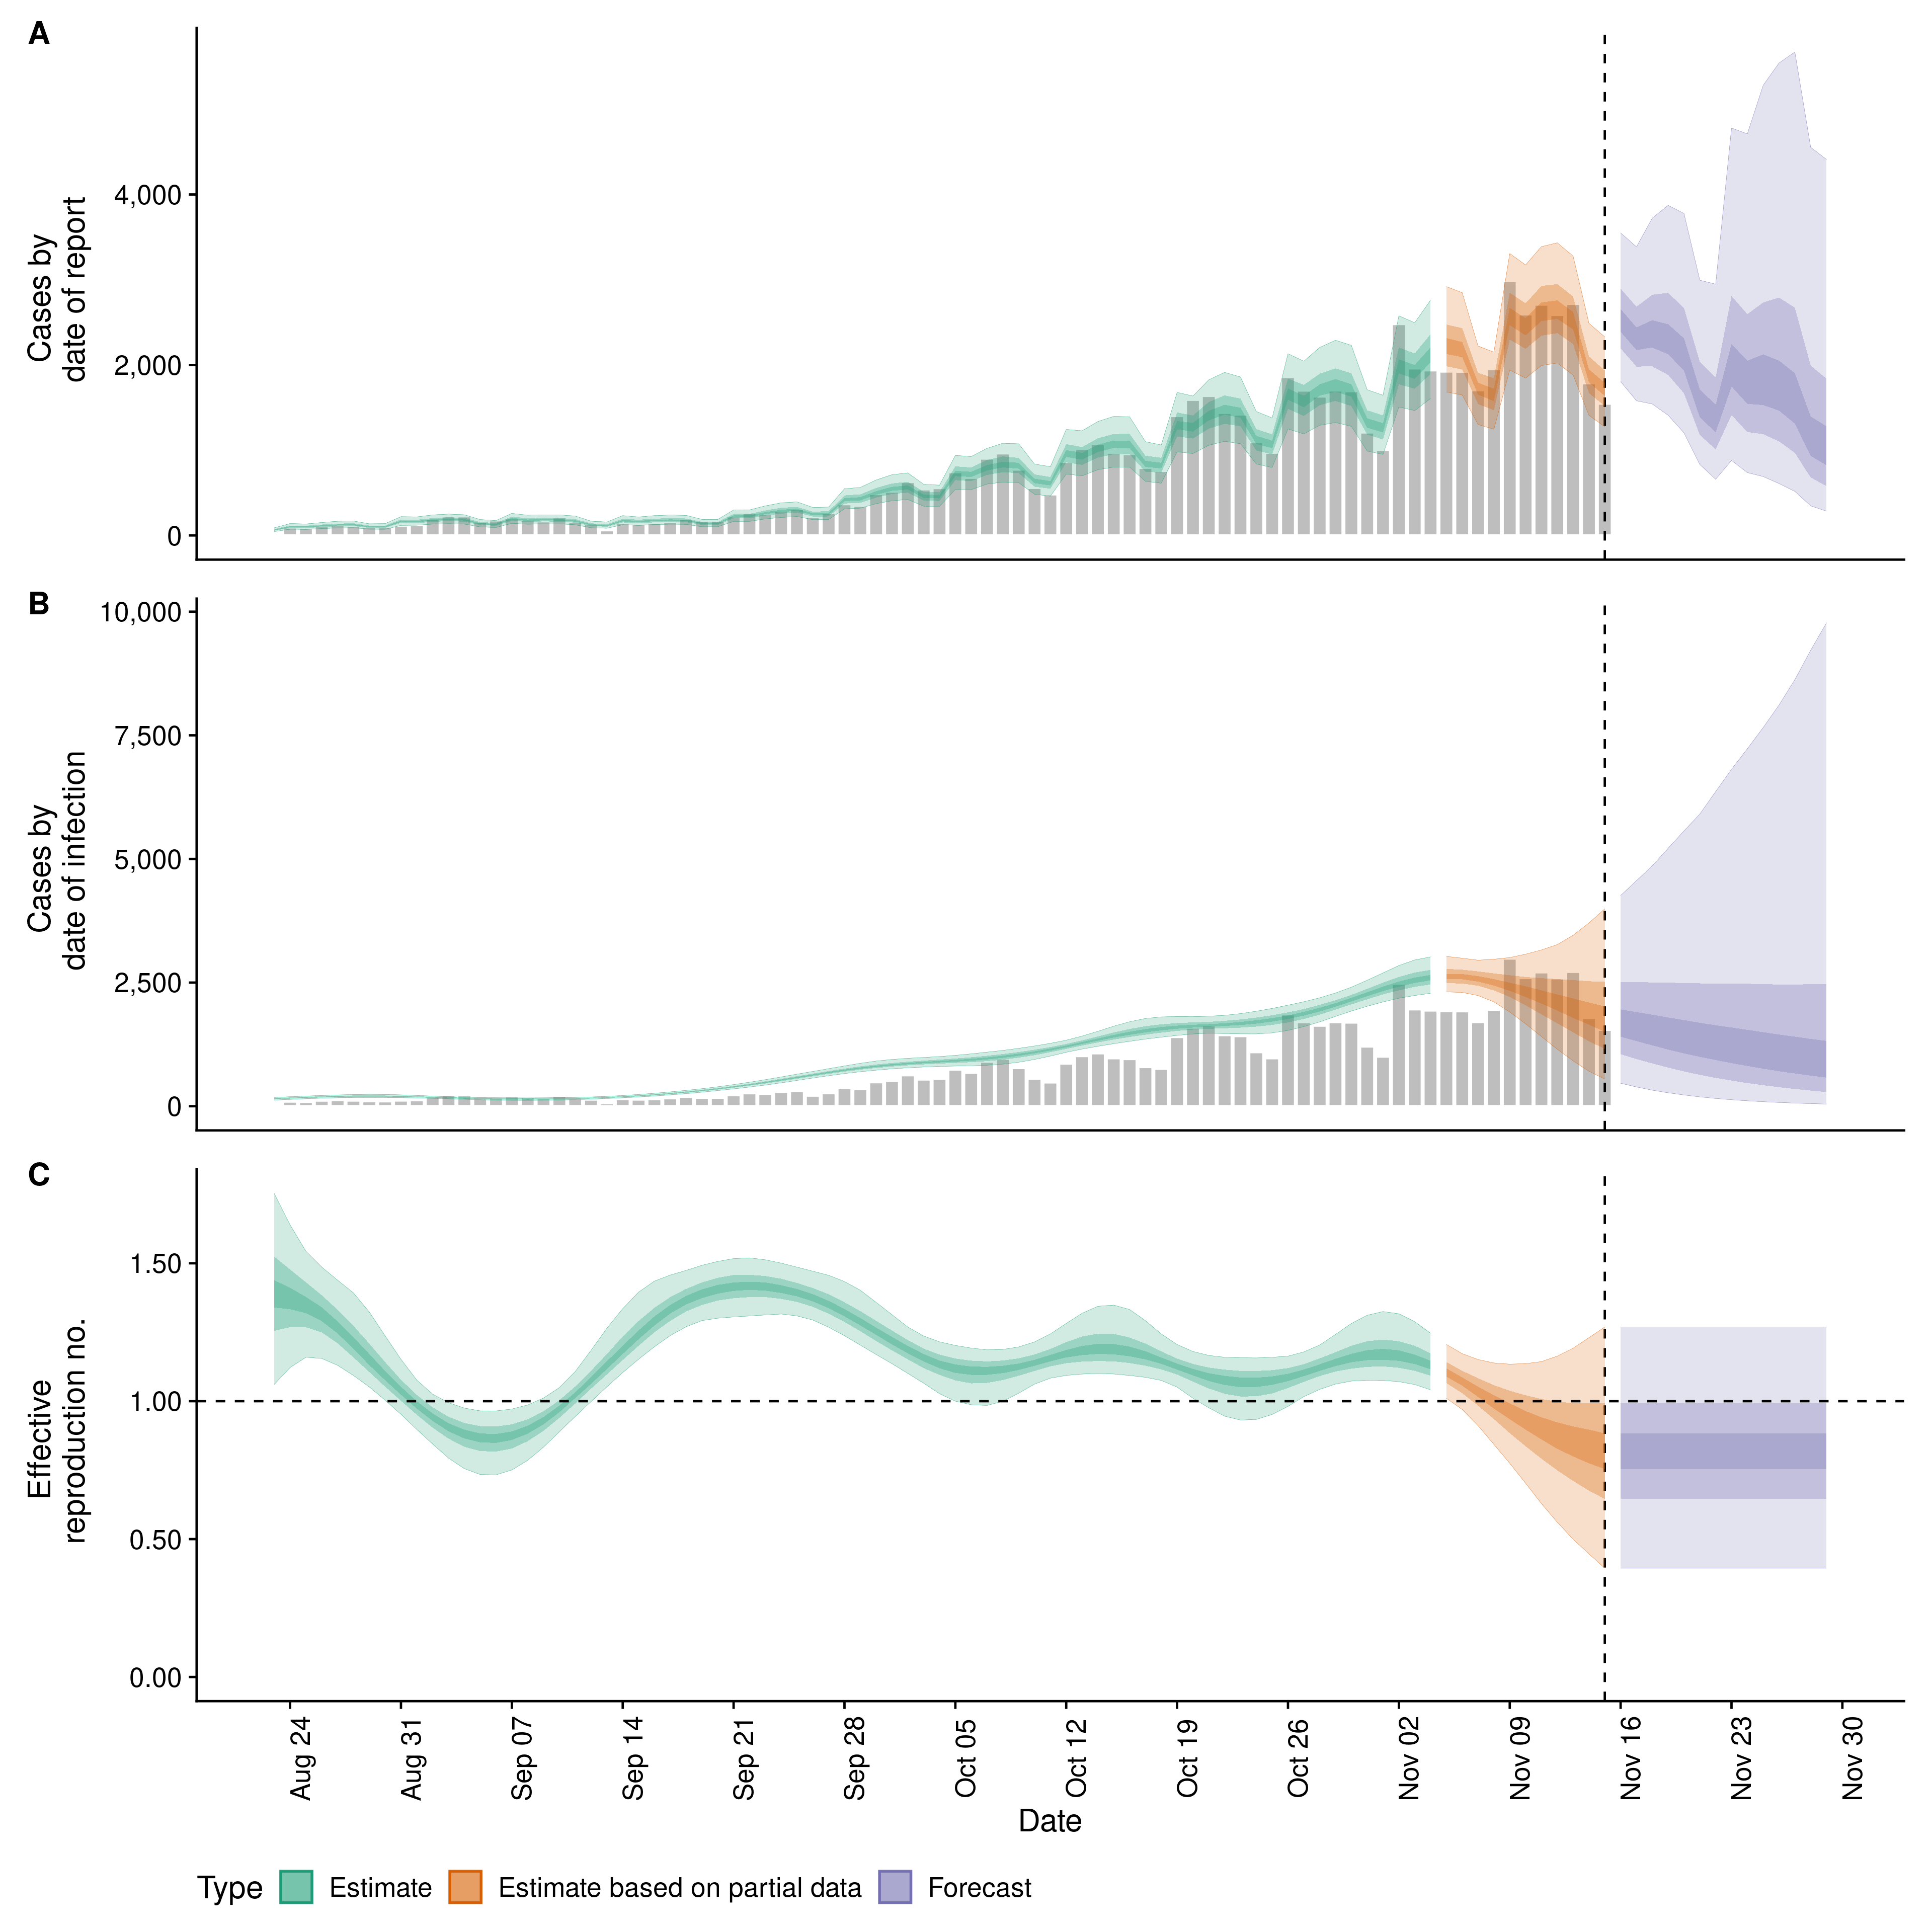 A
Cases by
date of report
4,000
2,000
0
B
Cases by
date of infection
10,000
7,500
5,000
2,500
0
C
Effective
reproduction no.
1.50
1.00
0.50
0.00
Aug 24
Aug 31
Sep 07
Sep 14
Sep 21
Sep 28
Oct 05
Oct 12
Oct 19
Oct 26
Nov 02
Nov 09
Nov 16
Nov 23
Nov 30
Date
Type Estimate Estimate based on partial data Forecast